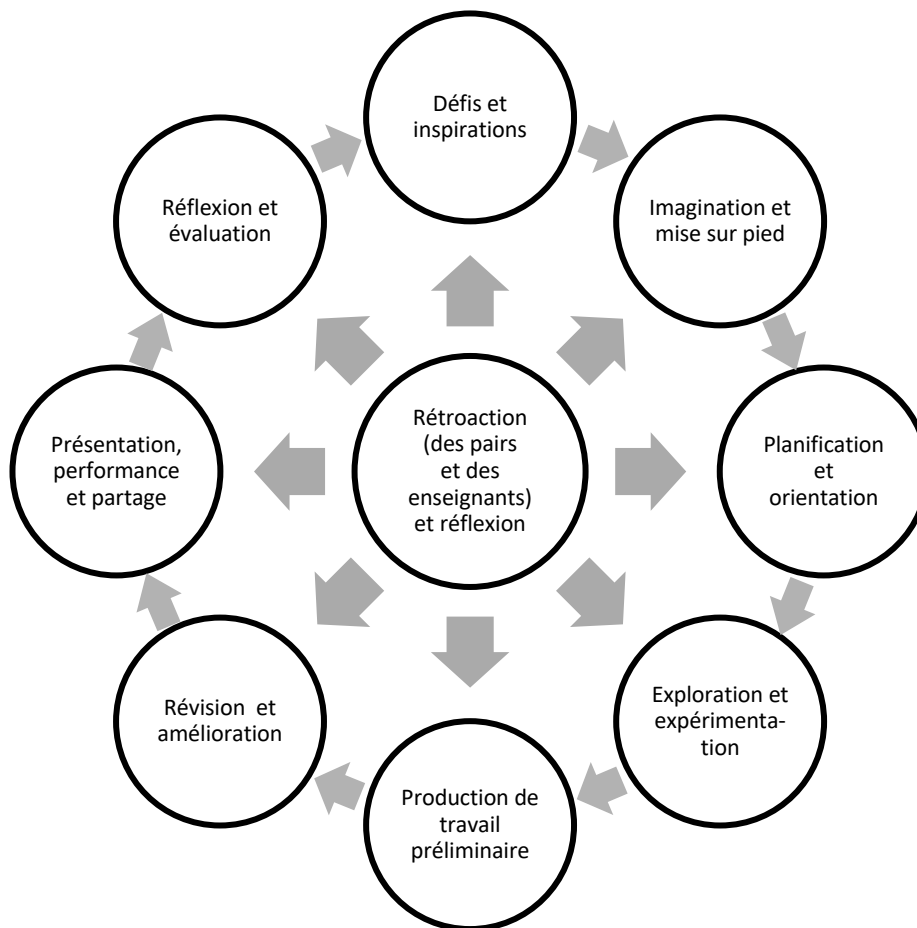 Défis et
inspirations
Imagination et
mise sur pied
Planification
et
orientation
Exploration et
expérimenta-
tion
Production de
travail
préliminaire
Révision et
amélioration
Présentation,
performance
et partage
Réflexion et
évaluation
Rétroaction
(des pairs
et des
enseignants)
et réflexion